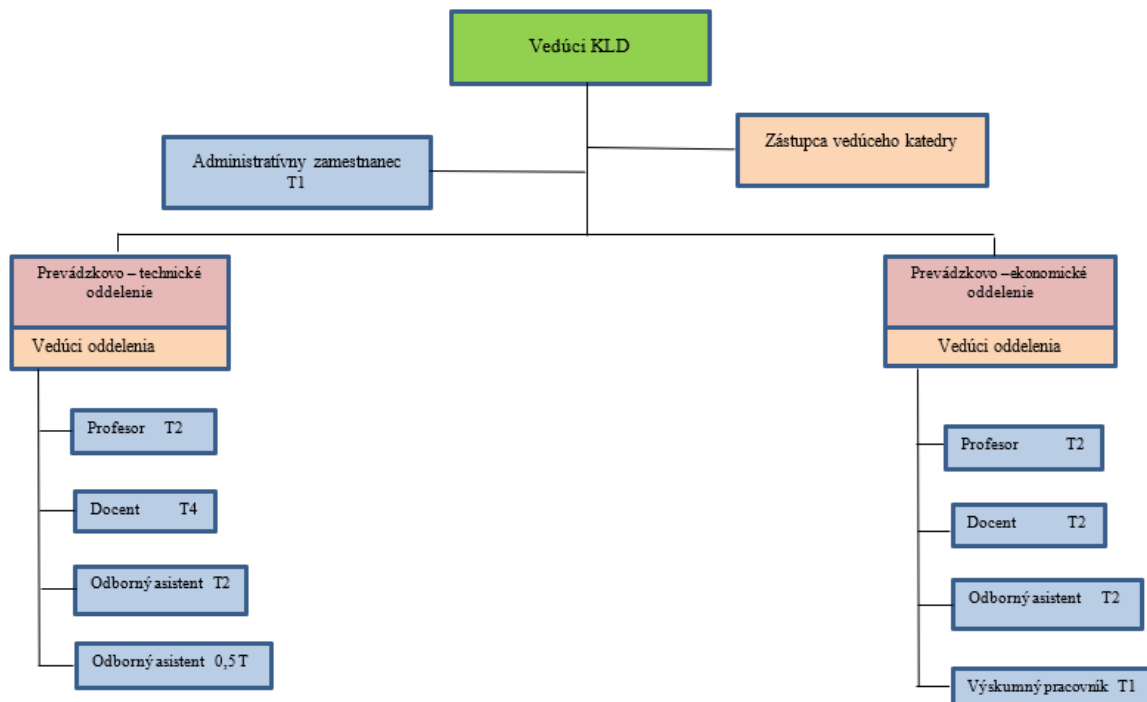 Vedúci KLD
Zástupca vedúceho katedry
Administratívny zamestnanec
T1
Prevádzkovo – technické
oddelenie
Vedúci oddelenia
Profesor T2
Docent T4
Odborný asistent T2
Odborný asistent 0,5 T
Prevádzkovo –ekonomické
oddelenie
Vedúci oddelenia
Profesor T2
Docent T2
Odborný asistent T2
Výskumný pracovník T1